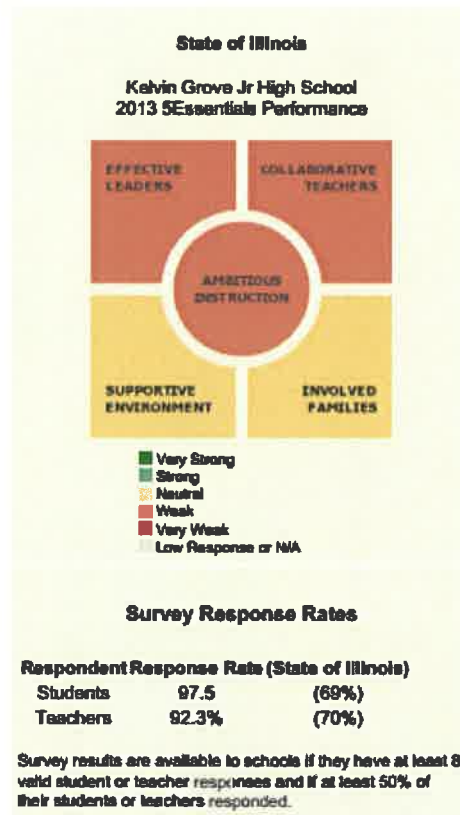 State of Illinois
Kelvin Grove Jr High School
2013 5Essentials Performance
EFFECTIVE
LEADERS
COLLABORATIVE
TEACHERS
AMBITIOUS
INSTRUCTION
SUPPORTIVE
ENVIRONMENT
INVOLVED
FAMILIES
Very Strong
Strong
Neutral
Weak
Very Weak
Low Response or N/A
Survey Response Rates
Respondent Response Rate (State of Illinois)
Students 97.5 (69%)
Teachers 92.3% (70%)
Survey results are available to schools if they have at least 8
valid student or teacher responses and if at least 50% of
their students or teachers responded.